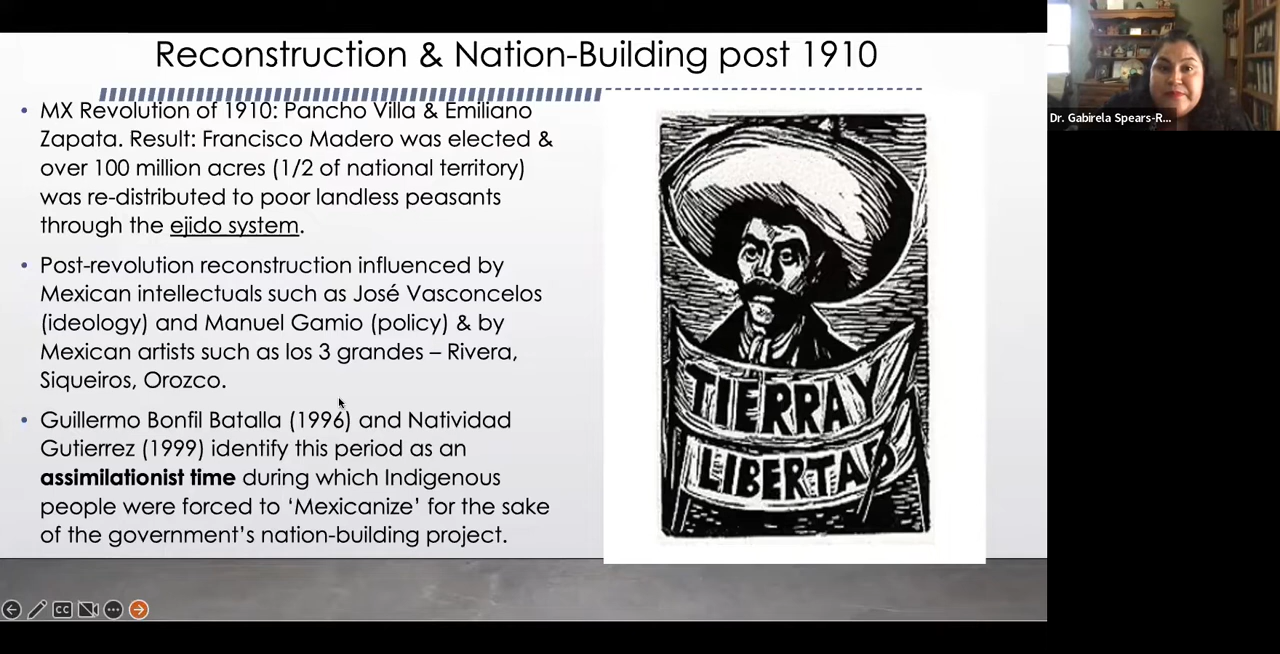 Reconstruction & Nation-Building post 1910
• MX Revolution of 1910: Pancho Villa & Emiliano
Zapata. Result: Francisco Madero was elected &
over 100 million acres (1/2 of national territory)
was re-distributed to poor landless peasants
through the ejido system.
• Post-revolution reconstruction influenced by
Mexican intellectuals such as José Vasconcelos
(ideology) and Manuel Gamio (policy) & by
Mexican artists such as los 3 grandes – Rivera,
Siqueiros, Orozco.
• Guillermo Bonfil Batalla (1996) and Natividad
Gutierrez (1999) identify this period as an
assimilationist time during which Indigenous
people were forced to ‘Mexicanize’ for the sake
of the government’s nation-building project.
TIERRA Y
LIBERTAD
Dr. Gabirela Spears-R...
CC